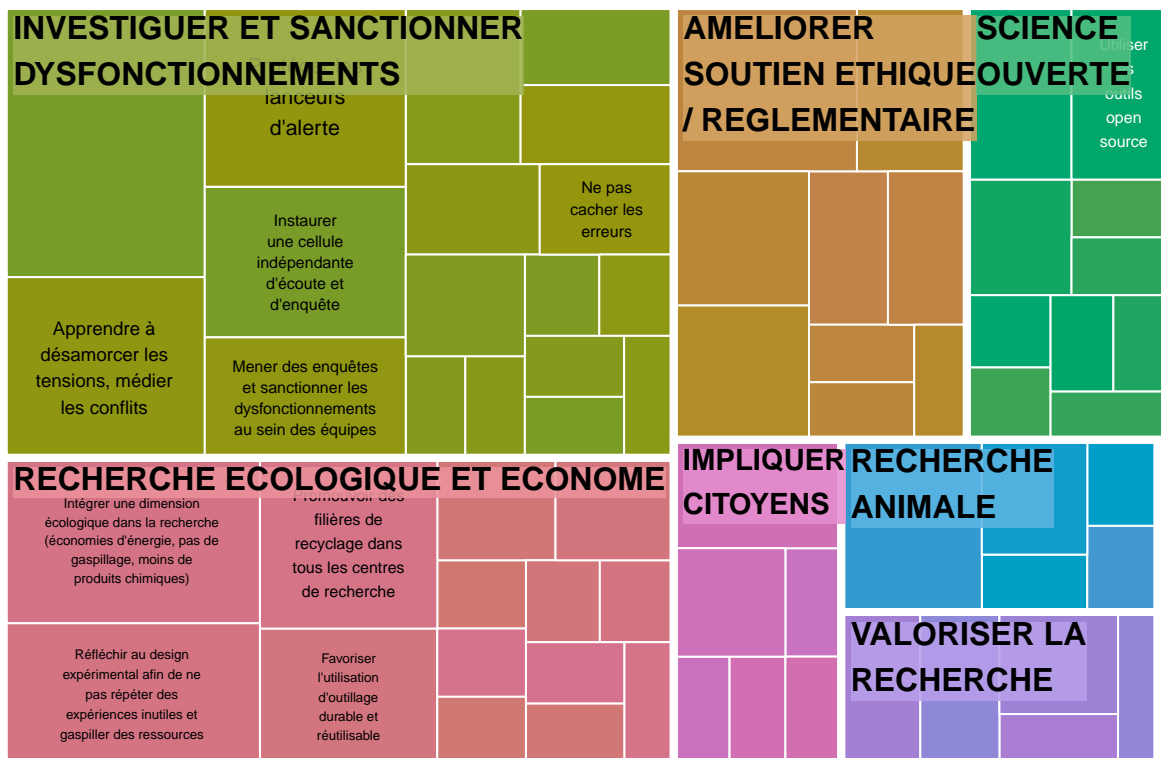 INVESTIGUER ET SANCTIONNER
DYSFONCTIONNEMENTS
lanceurs
d'alerte
Instaurer
une cellule
indépendante
d'écoute et
d'enquête
Ne pas
cacher les
erreurs
Apprendre à
désamorcer les
tensions, médier
les conflits
Mener des enquêtes
et sanctionner les
dysfonctionnements
au sein des équipes
AMELIORER
SOUTIEN ETHIQUE
/ REGLEMENTAIRE
SCIENCE
OUVERTE
Utiser
outils
open
source
RECHERCHE ECOLOGIQUE ET ECONOME
Intégrer une dimension
écologique dans la recherche
(économies d'énergie, pas de
gaspillage, moins de
produits chimiques)
Promouvoir des
filières de
recyclage dans
tous les centres
de recherche
Réfléchir au design
expérimental afin de ne
pas répéter des
expériences inutiles et
gaspiller des ressources
Favoriser
l'utilisation
d'outillage
durable et
réutilisable
IMPLIQUER
CITOYENS
RECHERCHE
ANIMALE
VALORISER LA
RECHERCHE